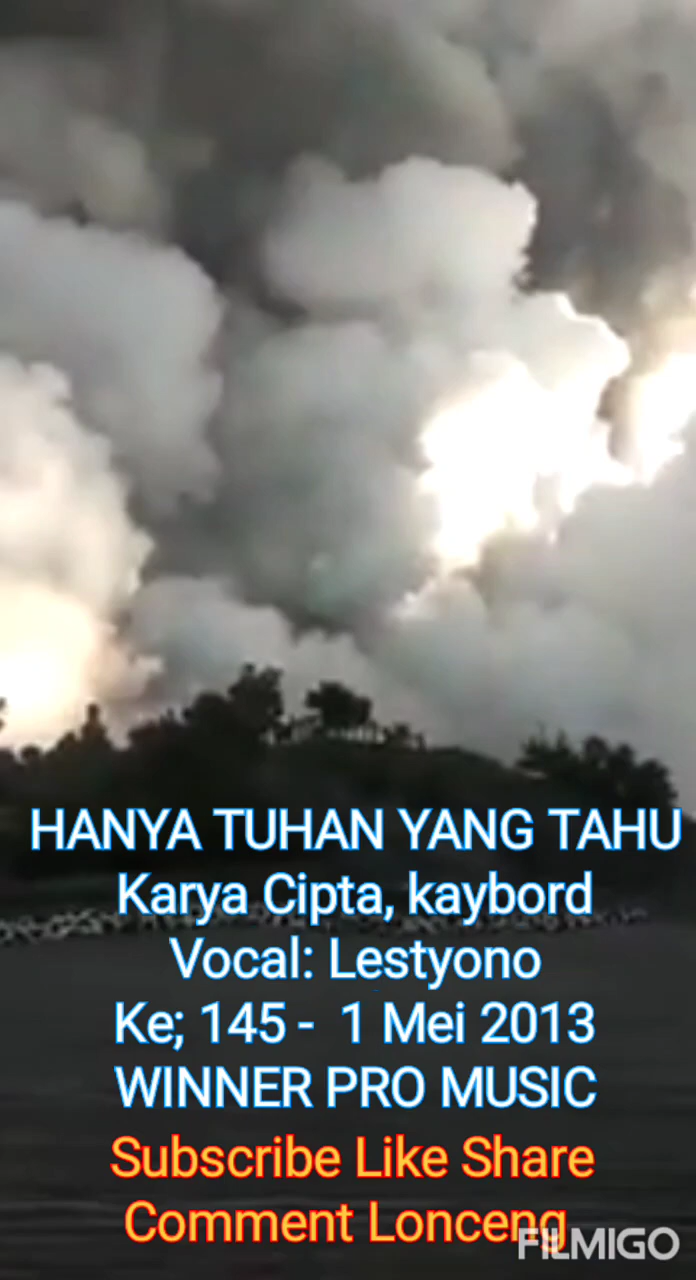 HANYA TUHAN YANG TAHU
Karya Cipta, kaybord
Vocal: Lestyono
Ke; 145 - 1 Mei 2013
WINNER PRO MUSIC
Subscribe Like Share
Comment Lonceng
FILMIGO